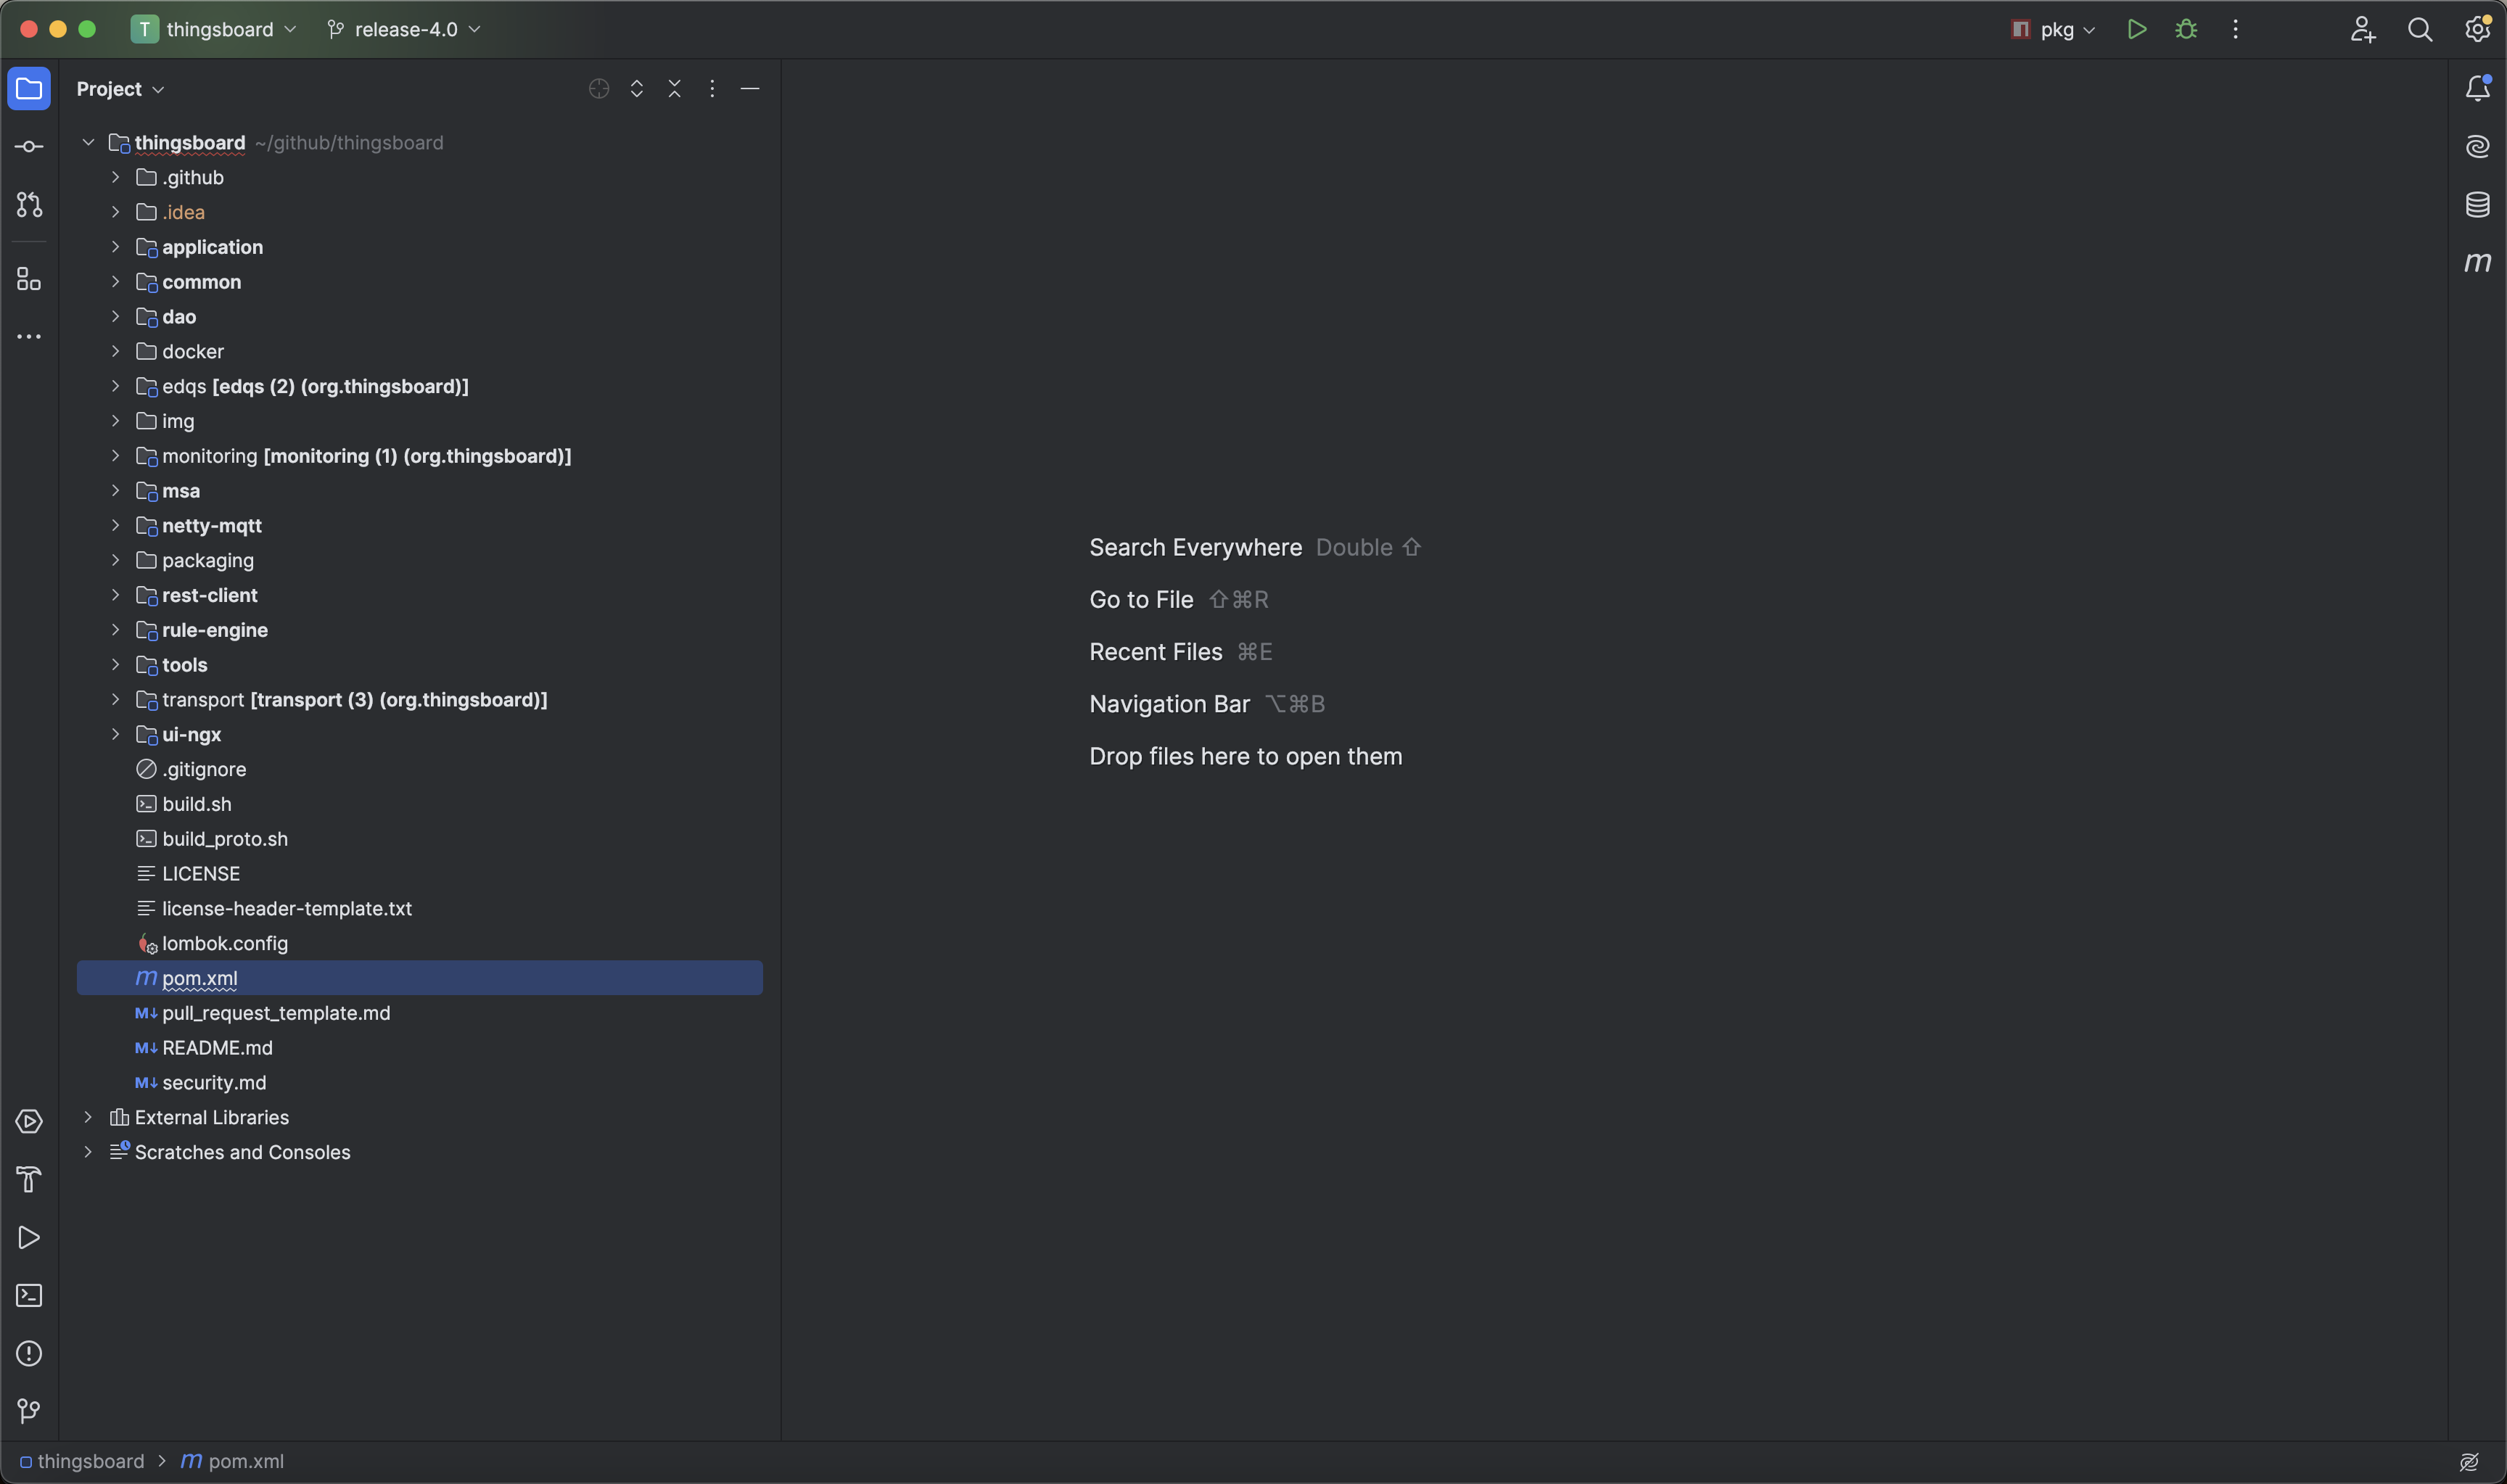 T thingsboard release-4.0 pkg
Project
thingsboard ~/github/thingsboard
.github
.idea
application
common
dao
docker
edqs [edqs (2) (org.thingsboard)]
img
monitoring [monitoring (1) (org.thingsboard)]
msa
netty-mqtt
packaging
rest-client
rule-engine
tools
transport [transport (3) (org.thingsboard)]
ui-ngx
.gitignore
build.sh
build_proto.sh
LICENSE
license-header-template.txt
lombok.config
m pom.xml
M↓ pull_request_template.md
M↓ README.md
M↓ security.md
External Libraries
Scratches and Consoles
Search Everywhere Double ⇧
Go to File ⇧⌘R
Recent Files ⌘E
Navigation Bar ⌥⌘B
Drop files here to open them
m
thingsboard > m pom.xml